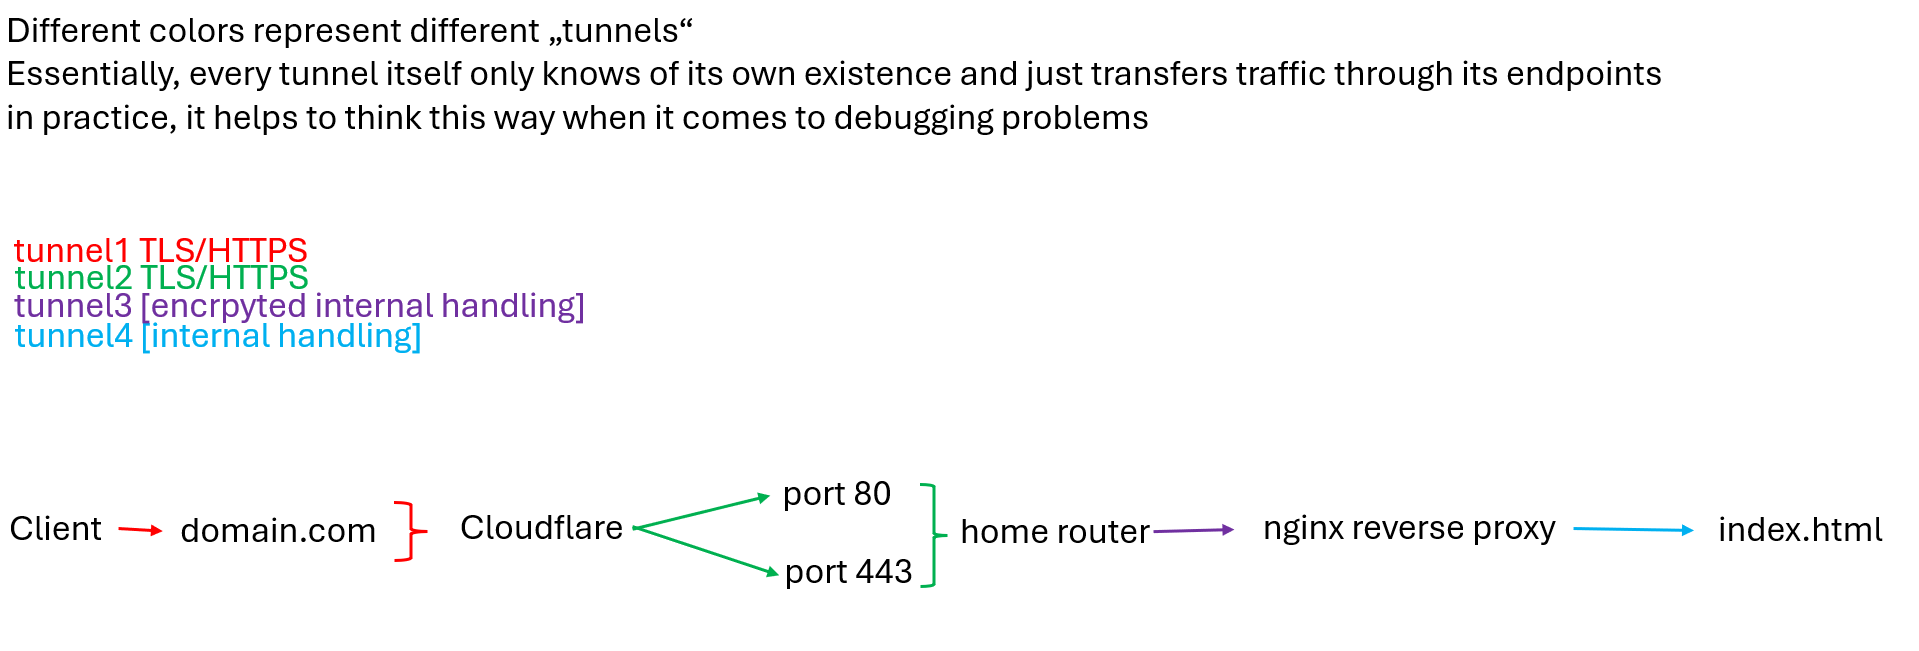 Different colors represent different „tunnels“
Essentially, every tunnel itself only knows of its own existence and just transfers traffic through its endpoints
in practice, it helps to think this way when it comes to debugging problems
tunnel1 TLS/HTTPS
tunnel2 TLS/HTTPS
tunnel3 [encrpyted internal handling]
tunnel4 [internal handling]
Client
domain.com
Cloudflare
port 80
port 443
home router
nginx reverse proxy
index.html